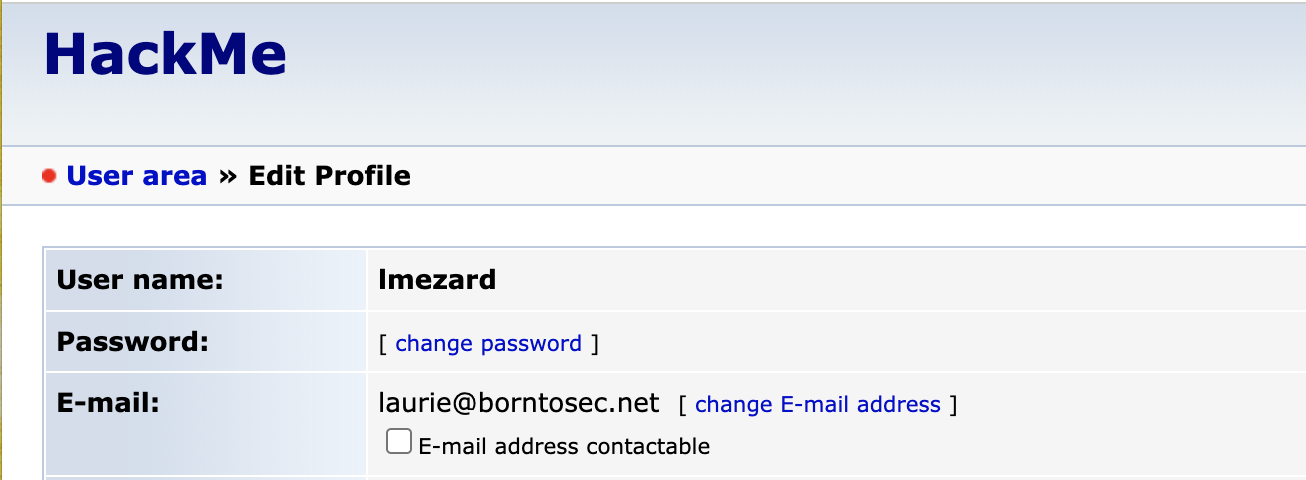 HackMe
User area » Edit Profile
User name: lmezard
Password: [ change password ]
E-mail: laurie@borntosec.net [ change E-mail address ]
E-mail address contactable